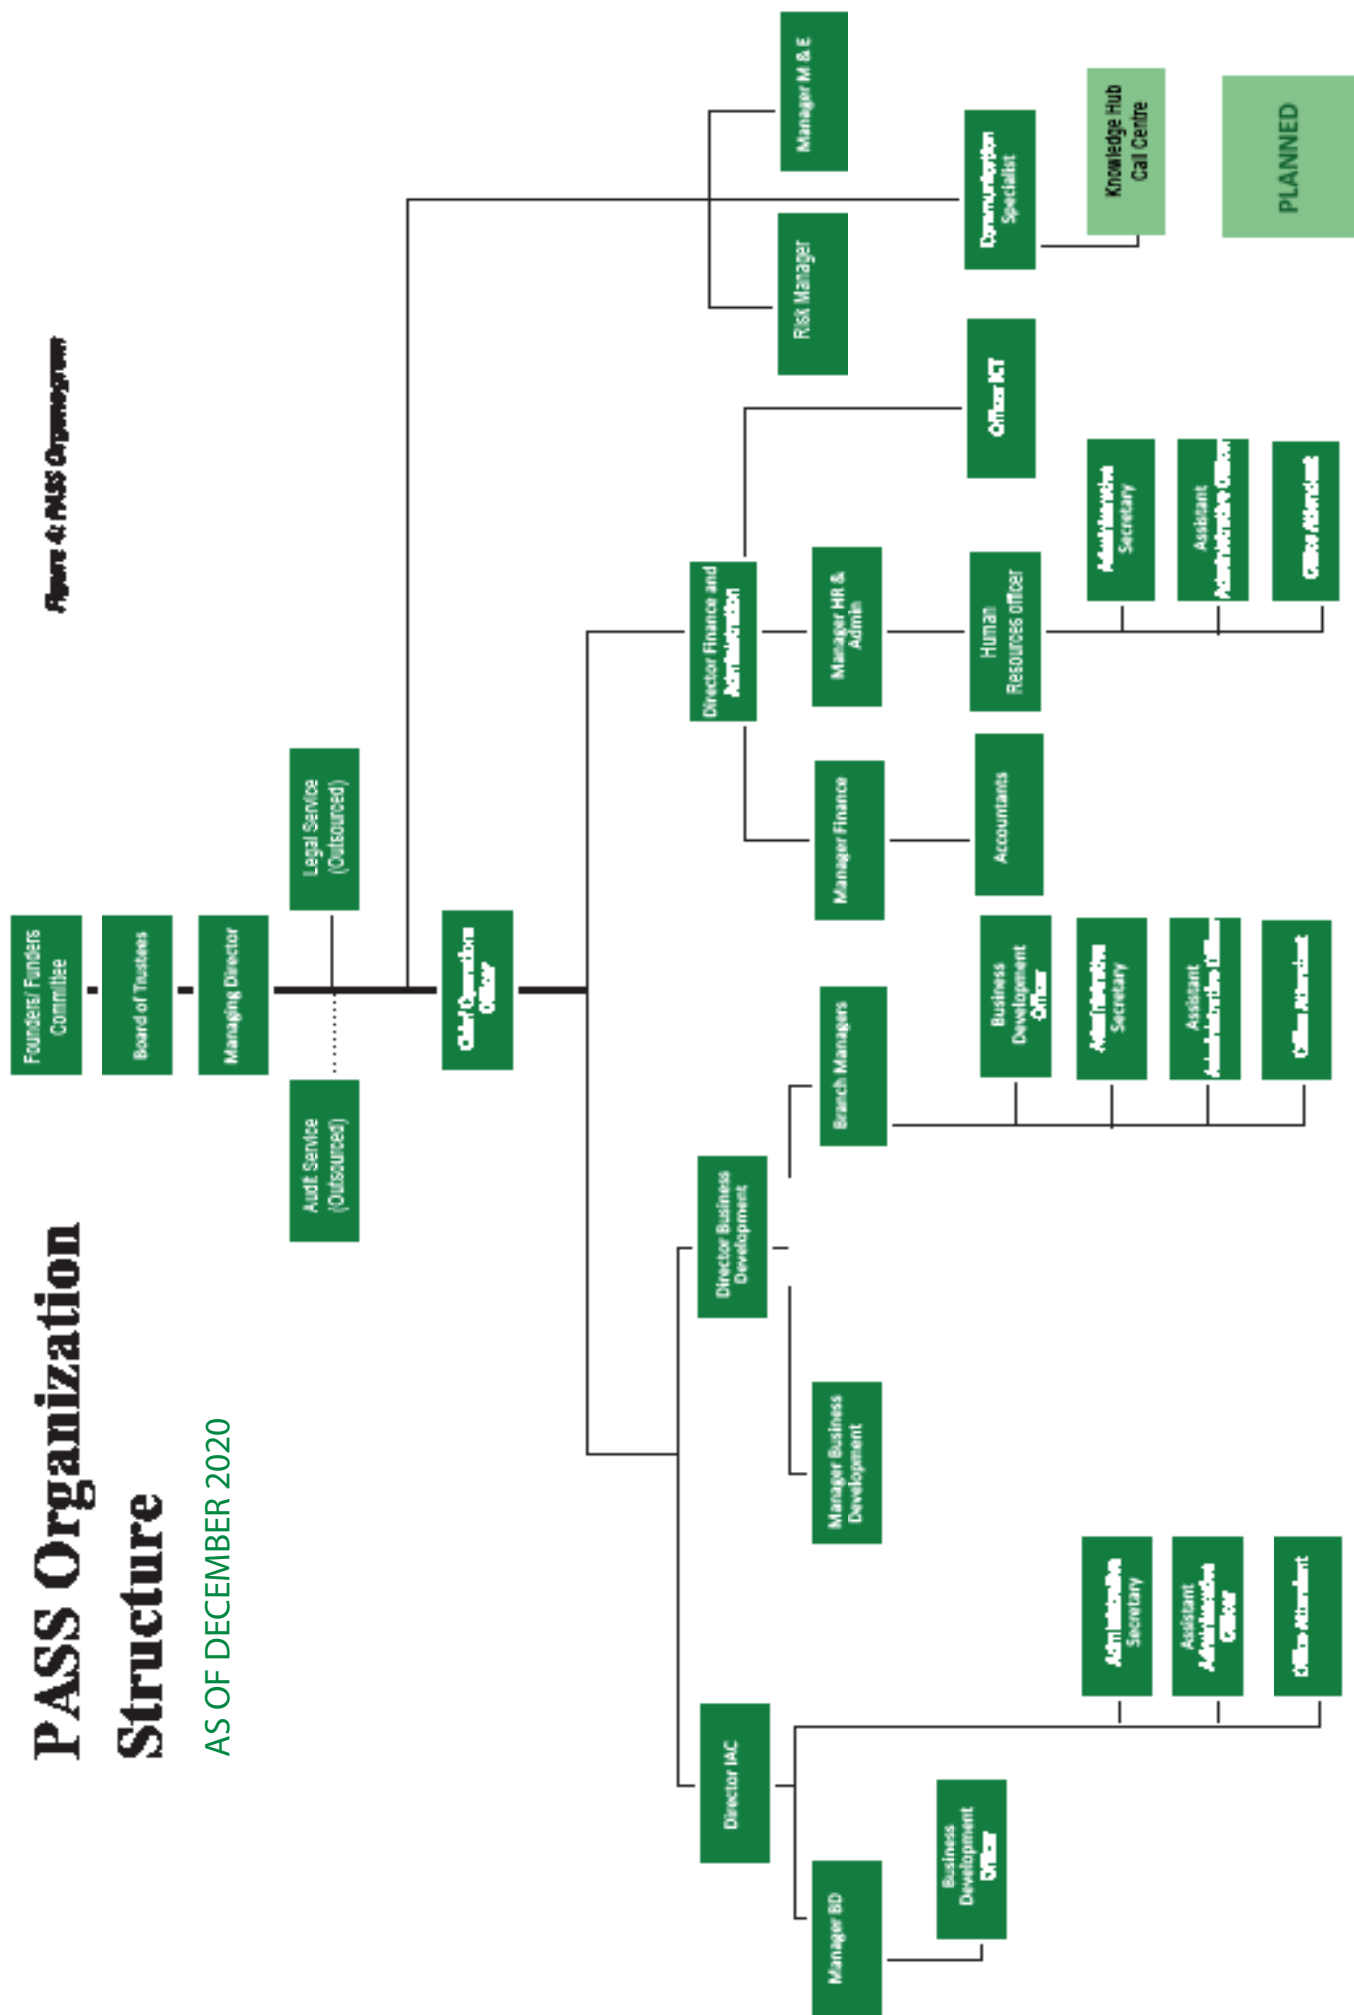 PASS Organization
Structure
AS OF DECEMBER 2020
Figure 4: PASS Organogram
Founders/ Funders
Committee
Board of Trustees
Managing Director
Audit Service
(Outsourced)
Legal Service
(Outsourced)
Chief Operations
Officer
Director IAC
Director Business
Development
Director Finance and
Administration
Risk Manager
Manager M & E
Manager BD
Manager Business
Development
Branch Managers
Manager Finance
Manager HR &
Admin
Business
Development
Officer
Accountants
Human
Resources officer
Officer ICT
Communication
Specialist
Administrative
Secretary
Assistant
Administrative
Officer
Office Attendant
Business
Development
Officer
Administrative
Secretary
Assistant
Administrative Officer
Office Attendant
Administrative
Secretary
Assistant
Administrative Officer
Office Attendant
Knowledge Hub
Call Centre
PLANNED